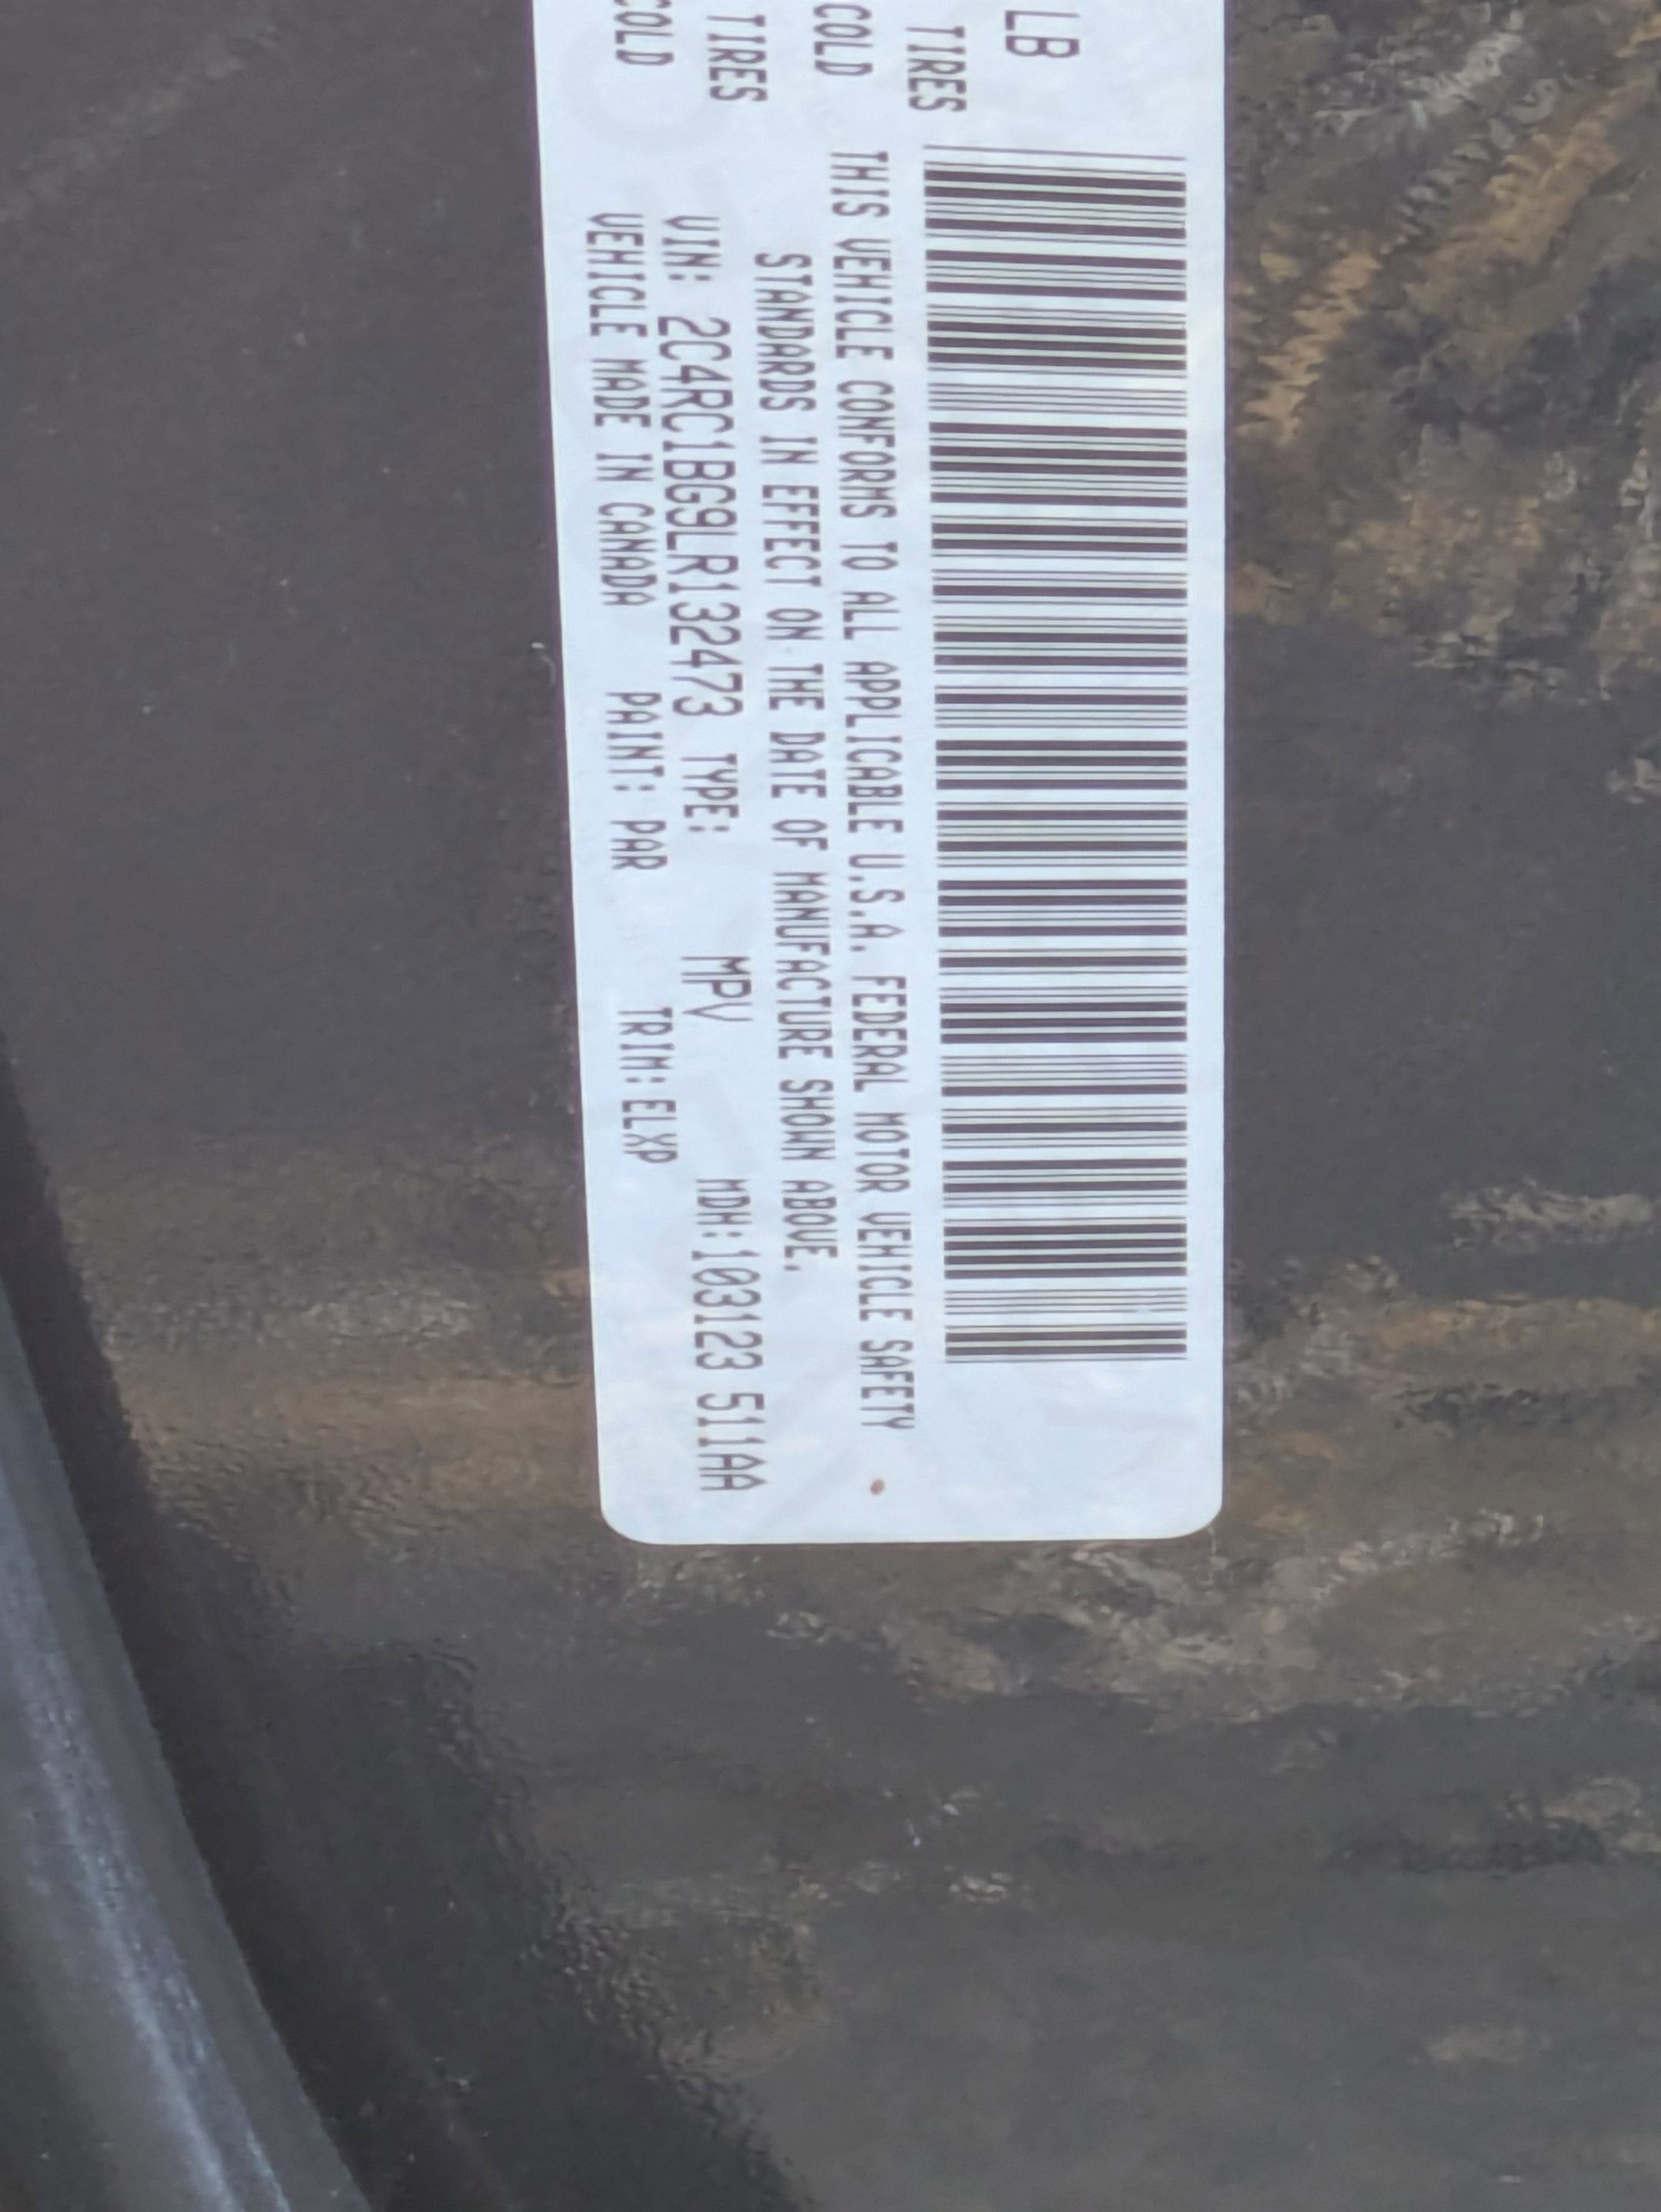 LB
TIRES
COLD
TIRES
COLD
THIS VEHICLE CONFORMS TO ALL APPLICABLE U.S.A. FEDERAL MOTOR VEHICLE SAFETY
STANDARDS IN EFFECT ON THE DATE OF MANUFACTURE SHOWN ABOVE.
VIN: 2C4RC1BG9LR132473 TYPE: MPV MDH:103123 511AA
VEHICLE MADE IN CANADA PAINT: PAR TRIM:ELXP